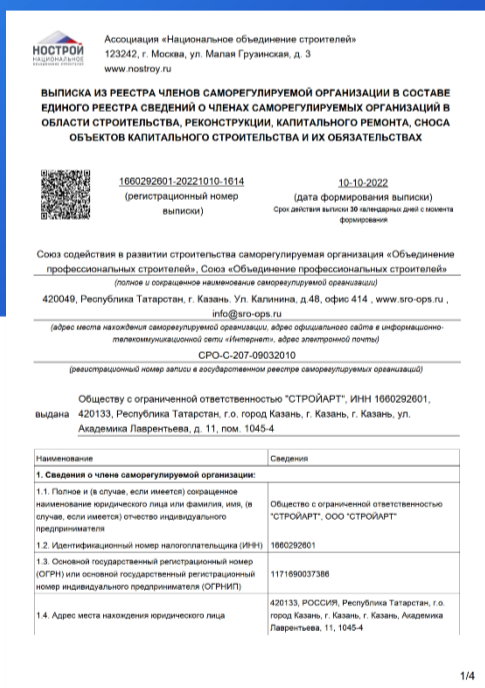 НОСТРОЙ
НАЦИОНАЛЬНОЕ
ОБЪЕДИНЕНИЕ СТРОИТЕЛЕЙ
Ассоциация «Национальное объединение строителей»
123242, г. Москва, ул. Малая Грузинская, д. 3
www.nostroy.ru
ВЫПИСКА ИЗ РЕЕСТРА ЧЛЕНОВ САМОРЕГУЛИРУЕМОЙ ОРГАНИЗАЦИИ В СОСТАВЕ
ЕДИНОГО РЕЕСТРА СВЕДЕНИЙ О ЧЛЕНАХ САМОРЕГУЛИРУЕМЫХ ОРГАНИЗАЦИЙ В
ОБЛАСТИ СТРОИТЕЛЬСТВА, РЕКОНСТРУКЦИИ, КАПИТАЛЬНОГО РЕМОНТА, СНОСА
ОБЪЕКТОВ КАПИТАЛЬНОГО СТРОИТЕЛЬСТВА И ИХ ОБЯЗАТЕЛЬСТВАХ
1660292601-20221010-1614
(регистрационный номер
выписки)
10-10-2022
(дата формирования выписки)
Срок действия выписки 30 календарных дней с момента
формирования
Союз содействия в развитии строительства саморегулируемая организация «Объединение
профессиональных строителей», Союз «Объединение профессиональных строителей»
(полное и сокращенное наименование саморегулируемой организации)
420049, Республика Татарстан, г. Казань. Ул. Калинина, д.48, офис 414 , www.sro-ops.ru ,
info@sro-ops.ru
(адрес места нахождения саморегулируемой организации, адрес официального сайта в информационно-
телекоммуникационной сети «Интернет», адрес электронной почты)
СРО-С-207-09032010
(регистрационный номер записи в государственном реестре саморегулируемых организаций)
выдана
Обществу с ограниченной ответственностью "СТРОЙАРТ", ИНН 1660292601,
420133, Республика Татарстан, г.о. город Казань, г. Казань, г. Казань, ул.
Академика Лаврентьева, д. 11, пом. 1045-4
Наименование
Сведения
1. Сведения о члене саморегулируемой организации:
1.1. Полное и (в случае, если имеется) сокращенное
наименование юридического лица или фамилия, имя, (в
случае, если имеется) отчество индивидуального
предпринимателя
Общество с ограниченной ответственностью
"СТРОЙАРТ", ООО "СТРОЙАРТ"
1.2. Идентификационный номер налогоплательщика (ИНН)
1660292601
1.3. Основной государственный регистрационный номер
(ОГРН) или основной государственный регистрационный
номер индивидуального предпринимателя (ОГРНИП)
1171690037386
1.4. Адрес места нахождения юридического лица
420133, РОССИЯ, Республика Татарстан, г.о.
город Казань, г. Казань, г. Казань, Академика
Лаврентьева, 11, 1045-4
1/4